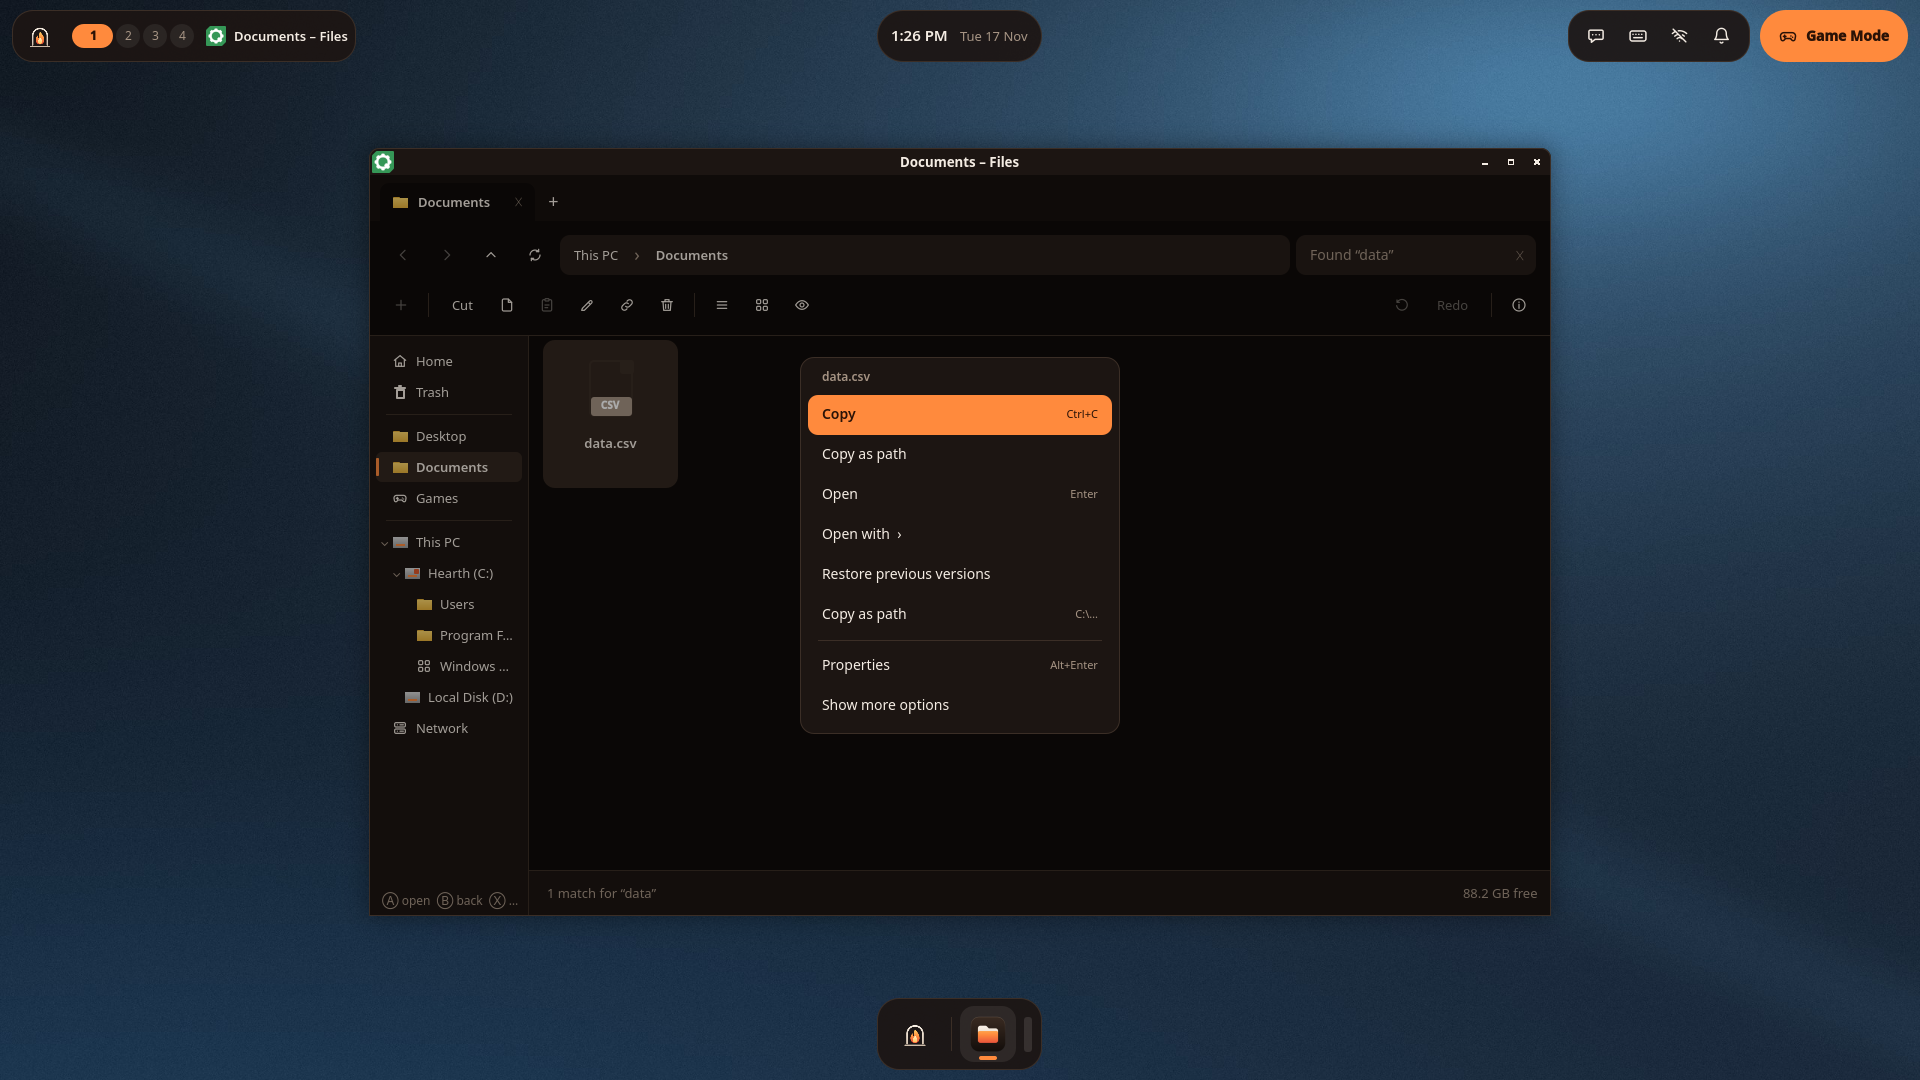 1 2 3 4 Documents – Files
1:26 PM Tue 17 Nov
Game Mode
Documents – Files
Documents X +
This PC › Documents
Found “data” X
Cut
Redo
Home
Trash
Desktop
Documents
Games
This PC
Hearth (C:)
Users
Program F...
Windows ...
Local Disk (D:)
Network
A open B back X ...
CSV
data.csv
data.csv
Copy Ctrl+C
Copy as path
Open Enter
Open with ›
Restore previous versions
Copy as path C:\...
Properties Alt+Enter
Show more options
1 match for “data”
88.2 GB free